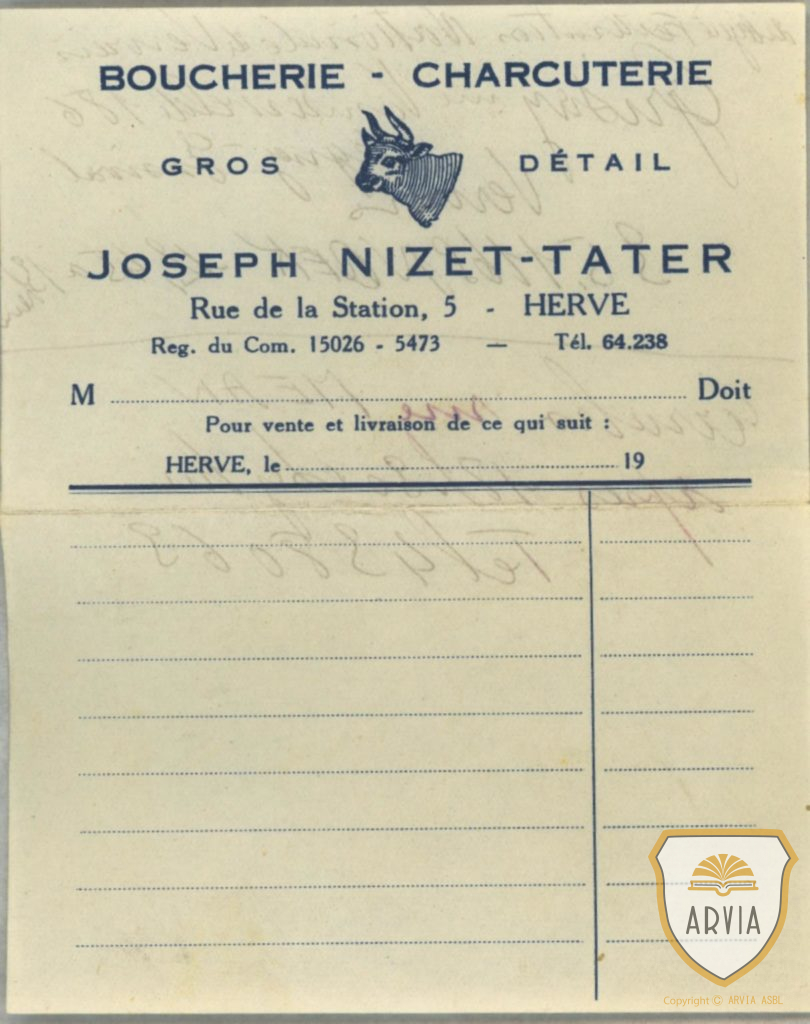 BOUCHERIE - CHARCUTERIE
GROS DÉTAIL
JOSEPH NIZET-TATER
Rue de la Station, 5 - HERVE
Reg. du Com. 15026 - 5473 — Tél. 64.238
M ........ Doit
Pour vente et livraison de ce qui suit :
HERVE, le ........ 19
ARVIA
Copyright © ARVIA ASBL